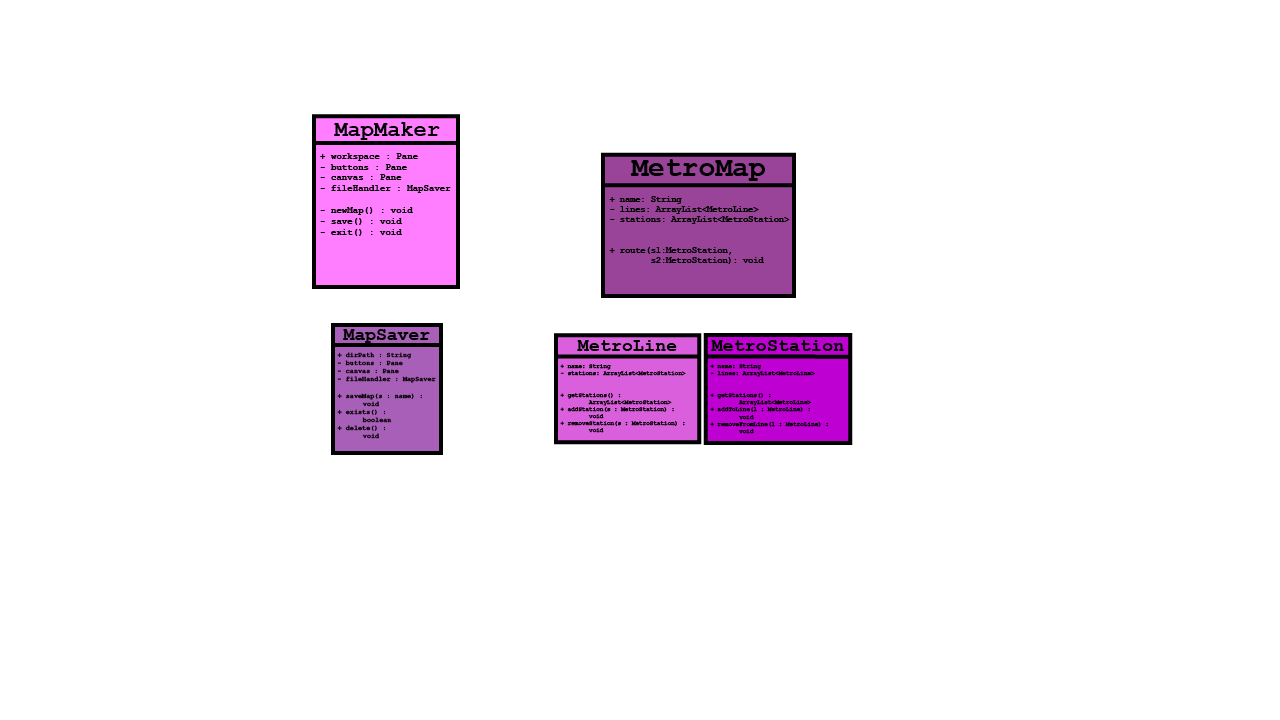 MapMaker
+ workspace : Pane
- buttons : Pane
- canvas : Pane
- fileHandler : MapSaver
- newMap() : void
- save() : void
- exit() : void
MetroMap
+ name: String
- lines: ArrayList<MetroLine>
- stations: ArrayList<MetroStation>
+ route(s1:MetroStation,
s2:MetroStation): void
MapSaver
+ dirPath : String
- buttons : Pane
- canvas : Pane
- fileHandler : MapSaver
+ saveMap(s : name) :
void
+ exists() :
boolean
+ delete() :
void
MetroLine
+ name: String
- stations: ArrayList<MetroStation>
+ getStations() :
ArrayList<MetroStation>
+ addStation(s : MetroStation) :
void
+ removeStation(s : MetroStation) :
void
MetroStation
+ name: String
- lines: ArrayList<MetroLine>
+ getStations() :
ArrayList<MetroLine>
+ addToLine(l : MetroLine) :
void
+ removeFromLine(l : MetroLine) :
void